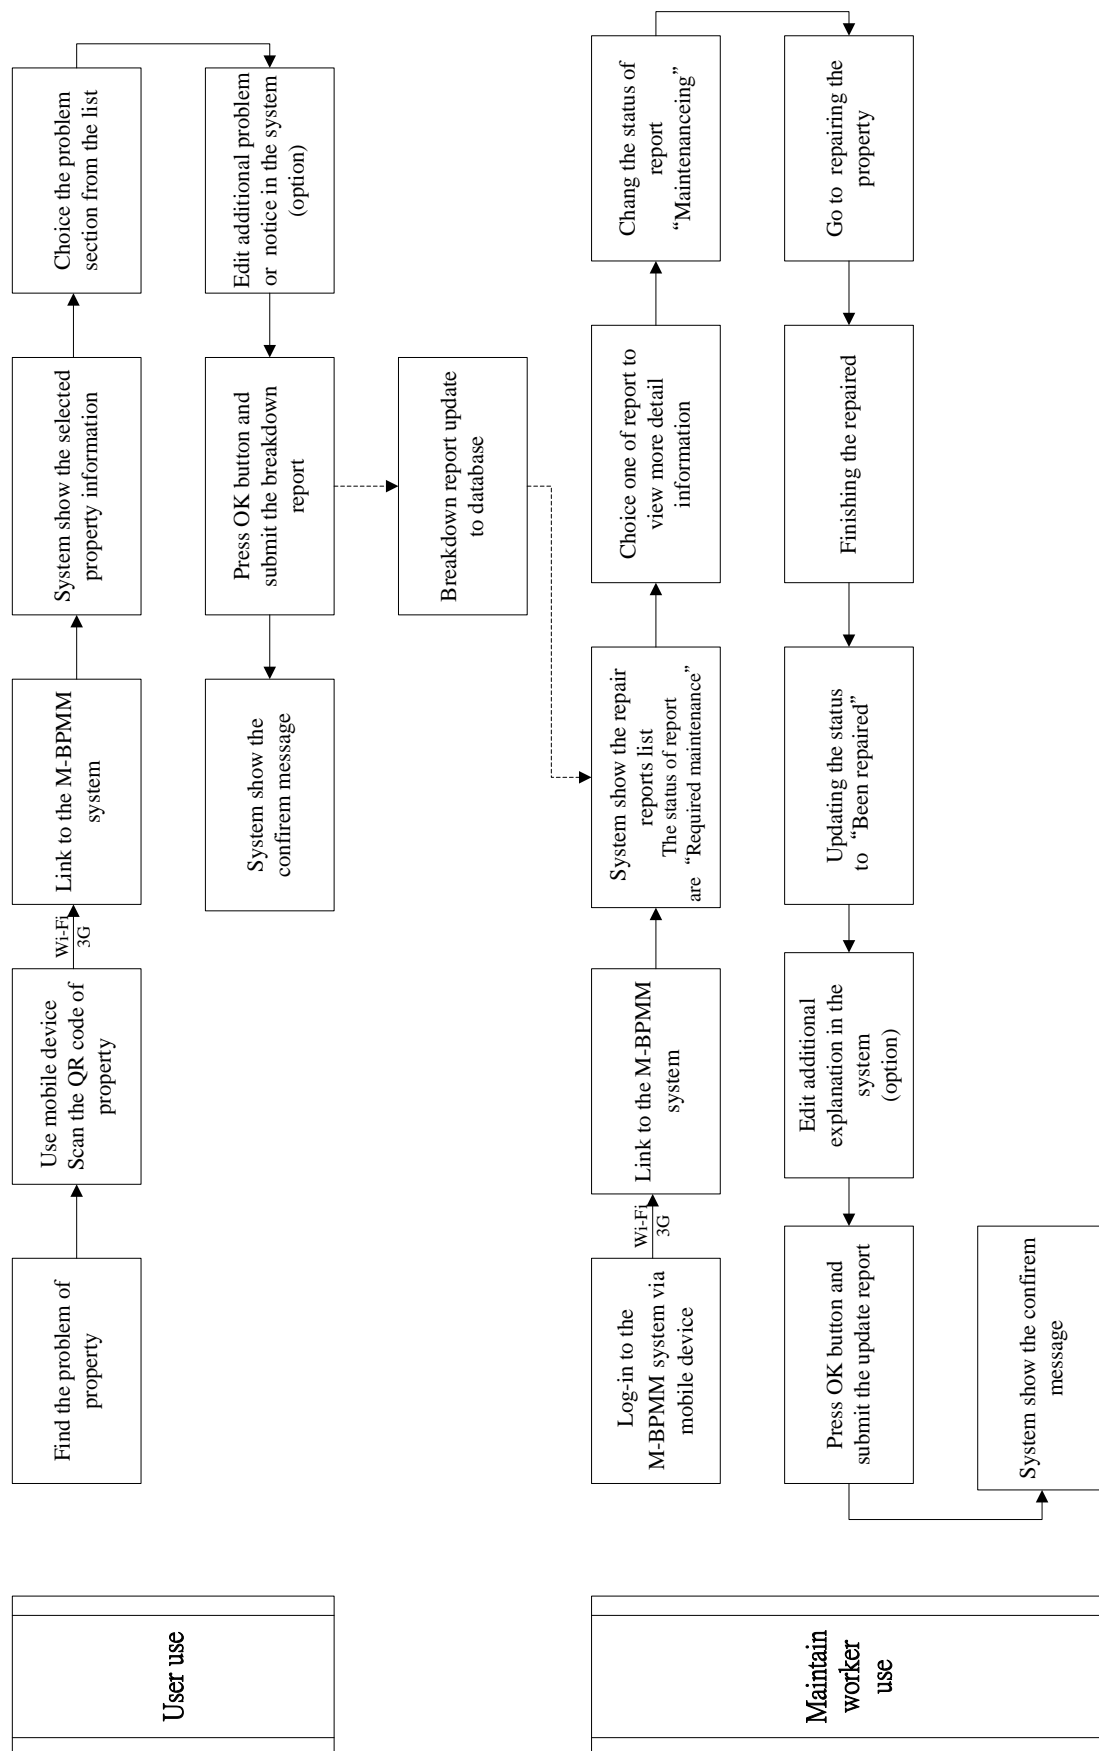 User use
Find the problem of
property
Use mobile device
Scan the QR code of
property
Wi-Fi
3G
Link to the M-BPMM
system
System show the selected
property information
Choice the problem
section from the list
Edit additional problem
or notice in the system
(option)
Press OK button and
submit the breakdown
report
System show the
confirem message
Breakdown report update
to database
Maintain
worker
use
Log-in to the
M-BPMM system via
mobile device
Wi-Fi
3G
Link to the M-BPMM
system
System show the repair
reports list
The status of report
are “Required maintenance”
Choice one of report to
view more detail
information
Chang the status of
report
“Maintenanceing”
Go to repairing the
property
Finishing the repaired
Updating the status
to “Been repaired”
Edit additional
explanation in the
system
(option)
Press OK button and
submit the update report
System show the confirem
message